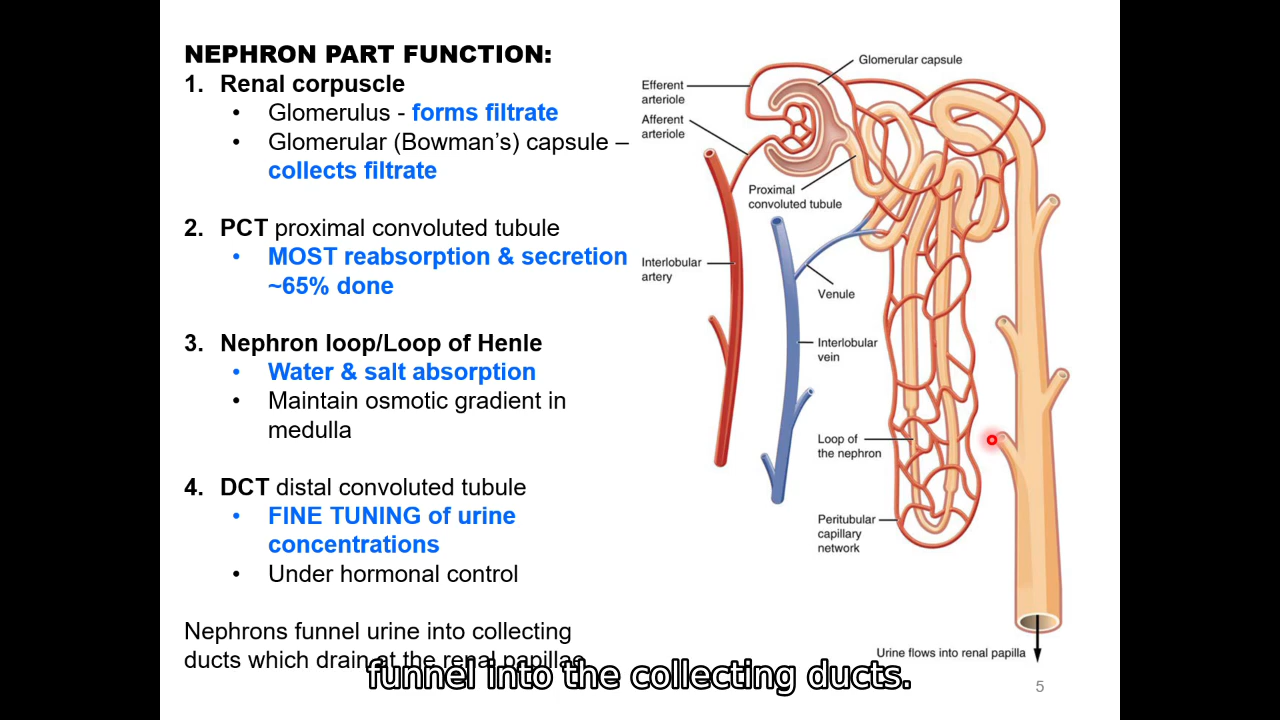 NEPHRON PART FUNCTION:
1. Renal corpuscle
• Glomerulus - forms filtrate
• Glomerular (Bowman's) capsule –
collects filtrate
2. PCT proximal convoluted tubule
• MOST reabsorption & secretion
~65% done
3. Nephron loop/Loop of Henle
• Water & salt absorption
• Maintain osmotic gradient in
medulla
4. DCT distal convoluted tubule
• FINE TUNING of urine
concentrations
• Under hormonal control
Nephrons funnel urine into collecting
ducts which drain at the renal papillae
Glomerular capsule
Efferent
arteriole
Afferent
arteriole
Proximal
convoluted tubule
Interlobular
artery
Venule
Interlobular
vein
Loop of
the nephron
Peritubular
capillary
network
Urine flows into renal papilla
5
funnel into the collecting ducts.